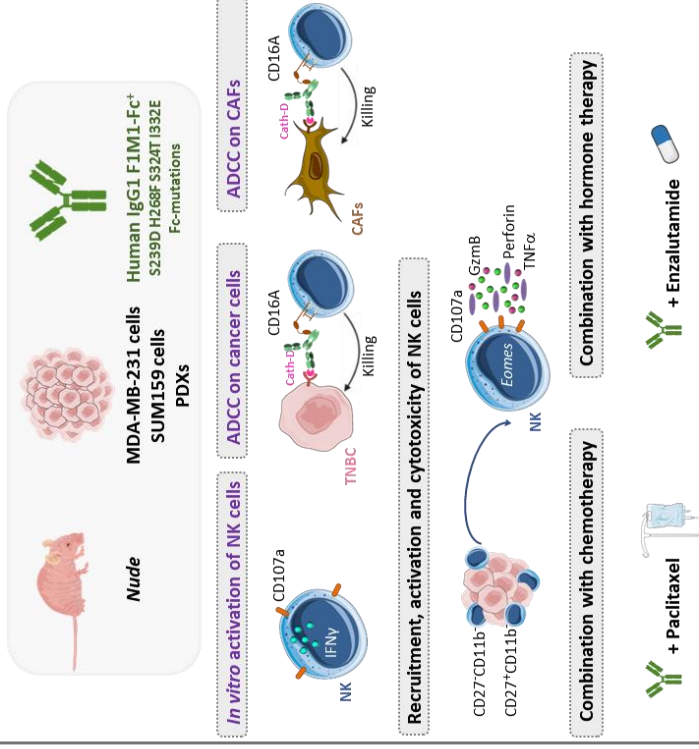 Nude
MDA-MB-231 cells
SUM159 cells
PDXs
Human IgG1 F1M1-Fc⁺
S239D H268F S324T I332E
Fc-mutations
In vitro activation of NK cells
CD107a
IFNγ
NK
ADCC on cancer cells
CD16A
Cath-D
Killing
TNBC
ADCC on CAFs
CD16A
Cath-D
Killing
CAFs
Recruitment, activation and cytotoxicity of NK cells
CD27⁻CD11b⁻
CD27⁺CD11b⁻
CD107a
GzmB
Perforin
TNFα
Eomes
NK
Combination with chemotherapy
+ Paclitaxel
Combination with hormone therapy
+ Enzalutamide